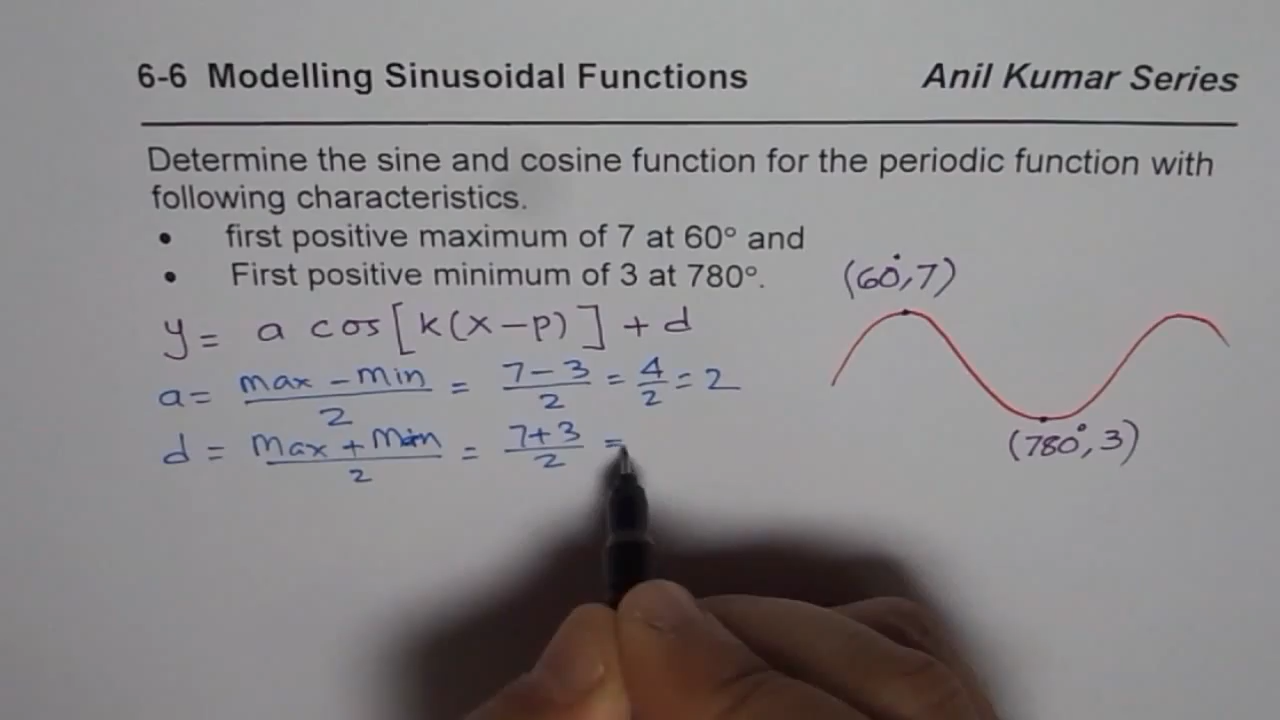 6-6 Modelling Sinusoidal Functions Anil Kumar Series
Determine the sine and cosine function for the periodic function with
following characteristics.
• first positive maximum of 7 at 60° and
• First positive minimum of 3 at 780°.
(60°,7)
y = a cos[k(x-p)] + d
a = max - min / 2 = 7-3 / 2 = 4/2 = 2
d = max + min / 2 = 7+3 / 2 =
(780°,3)